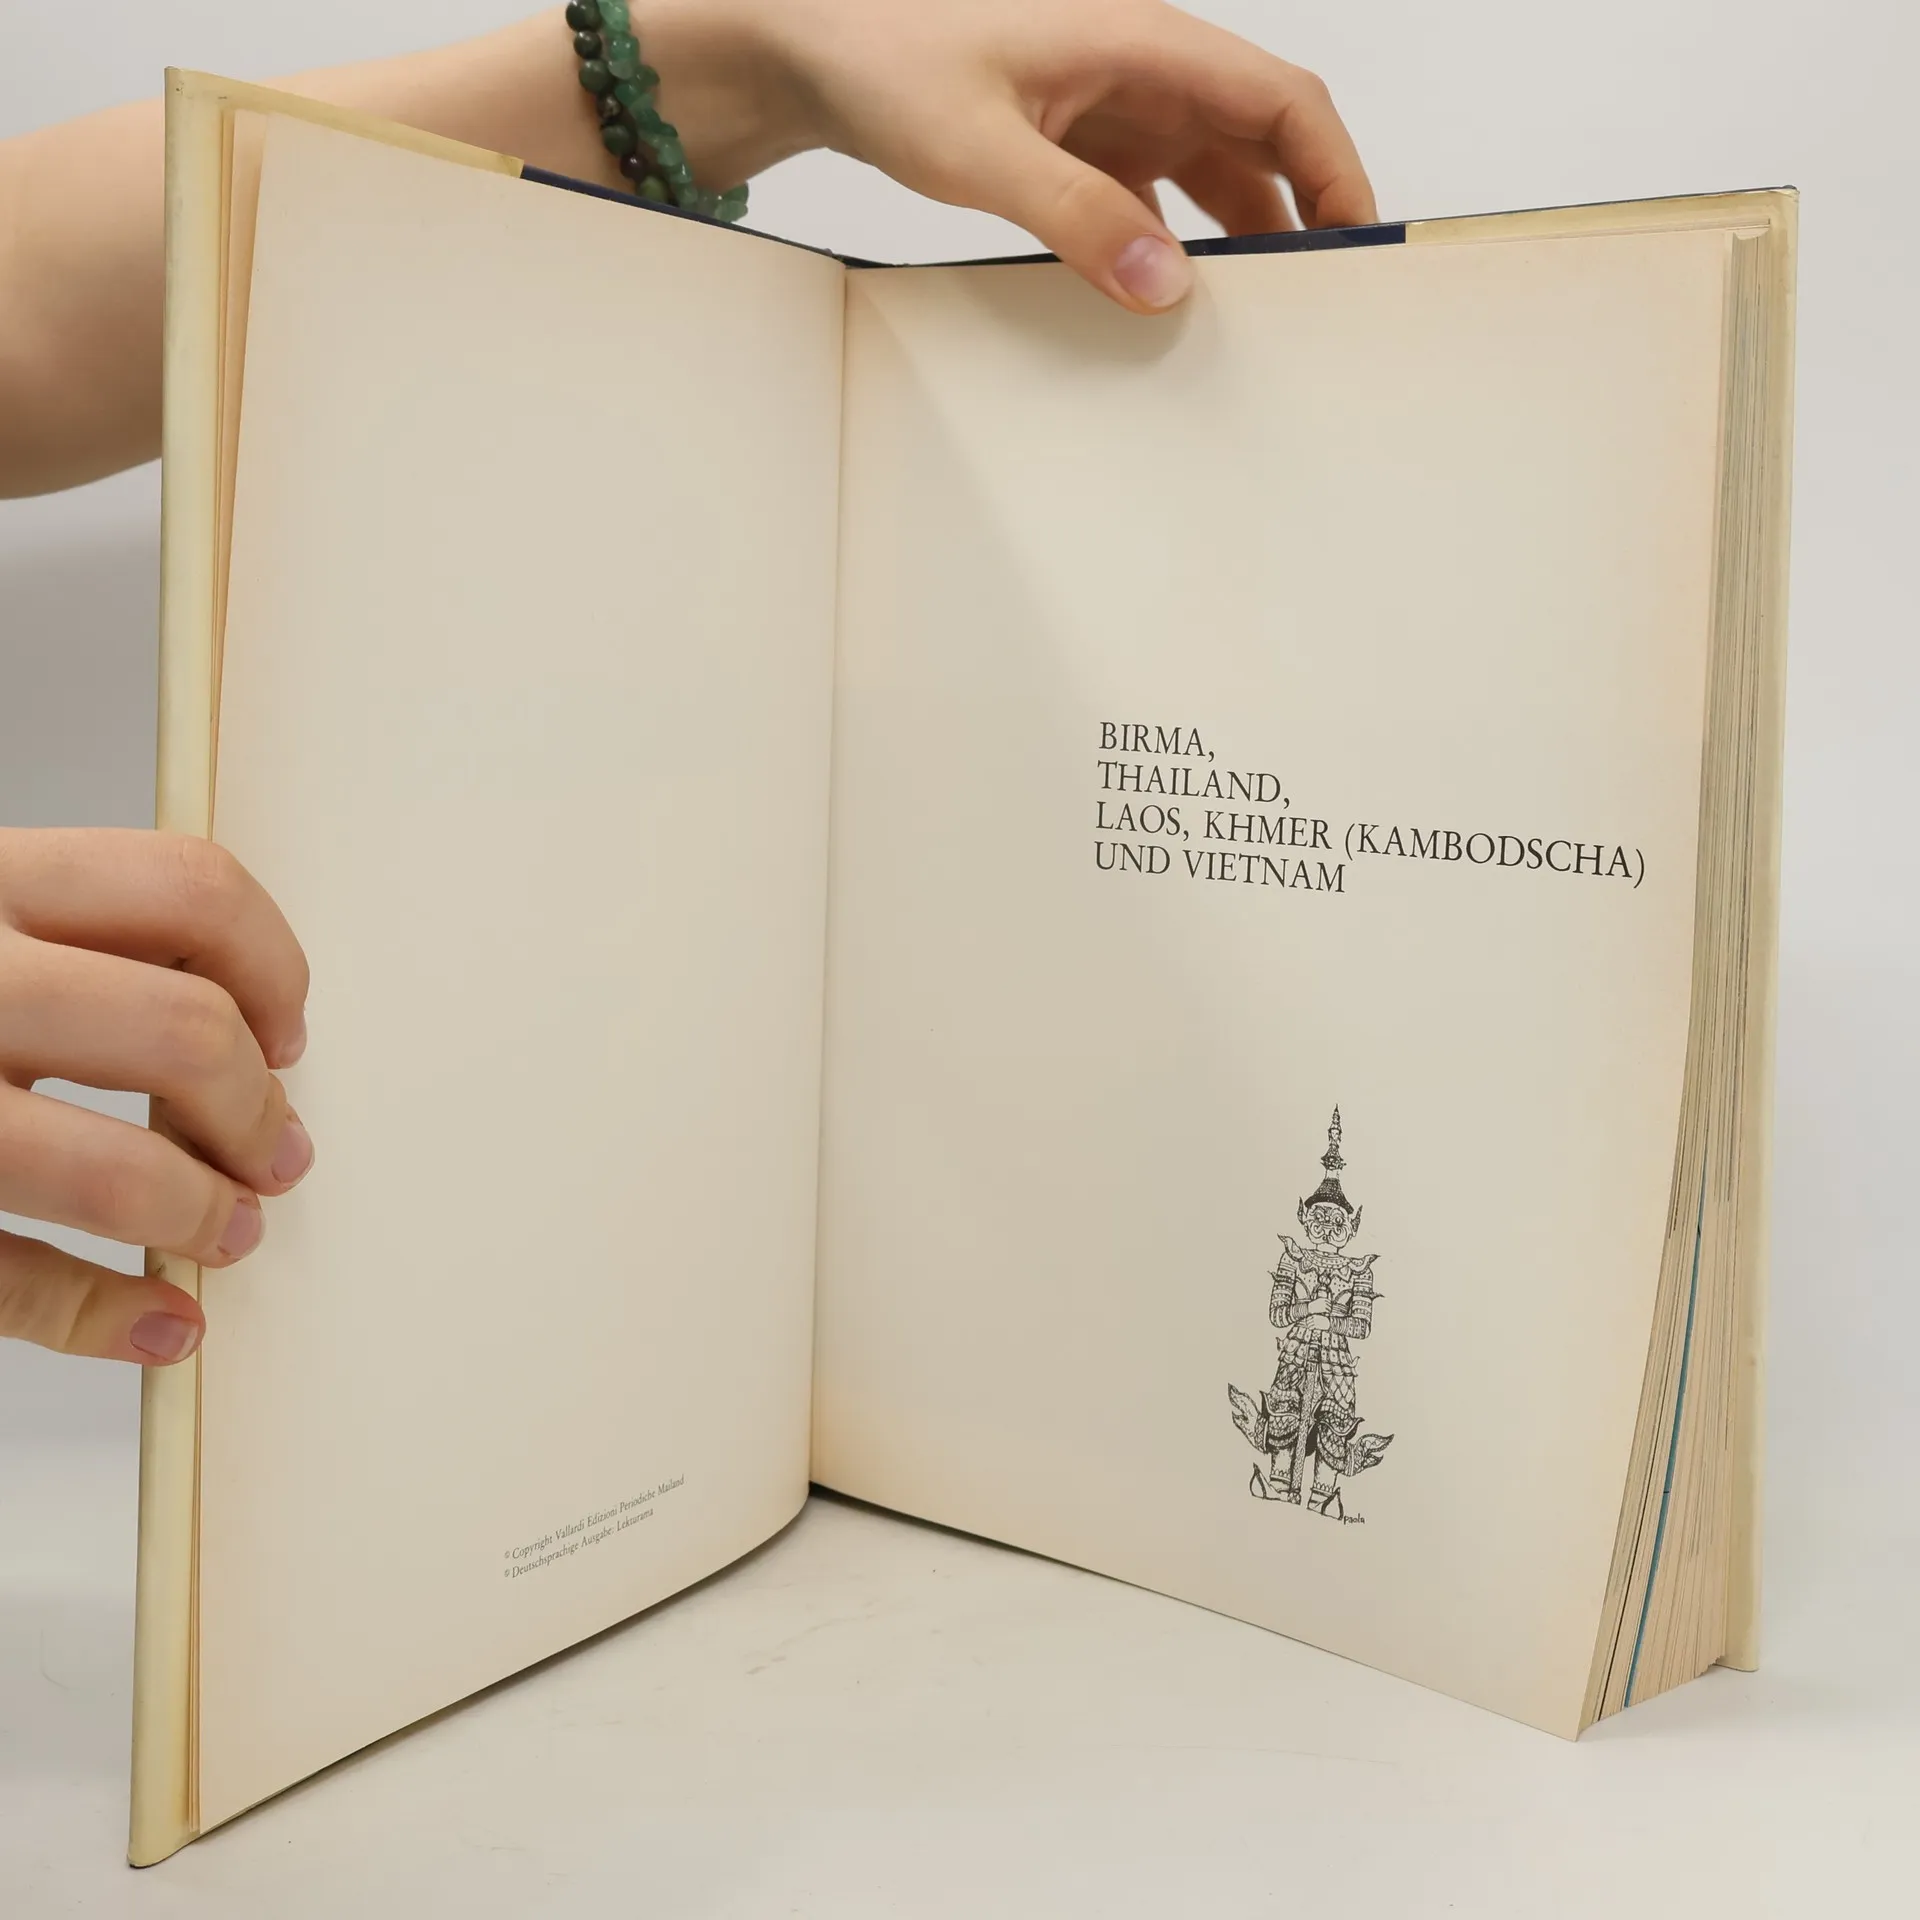 © Copyright Vallardi Edizioni Periodiche Mailand
© Deutschsprachige Ausgabe: Lekturama
BIRMA,
THAILAND,
LAOS, KHMER (KAMBODSCHA)
UND VIETNAM
paola